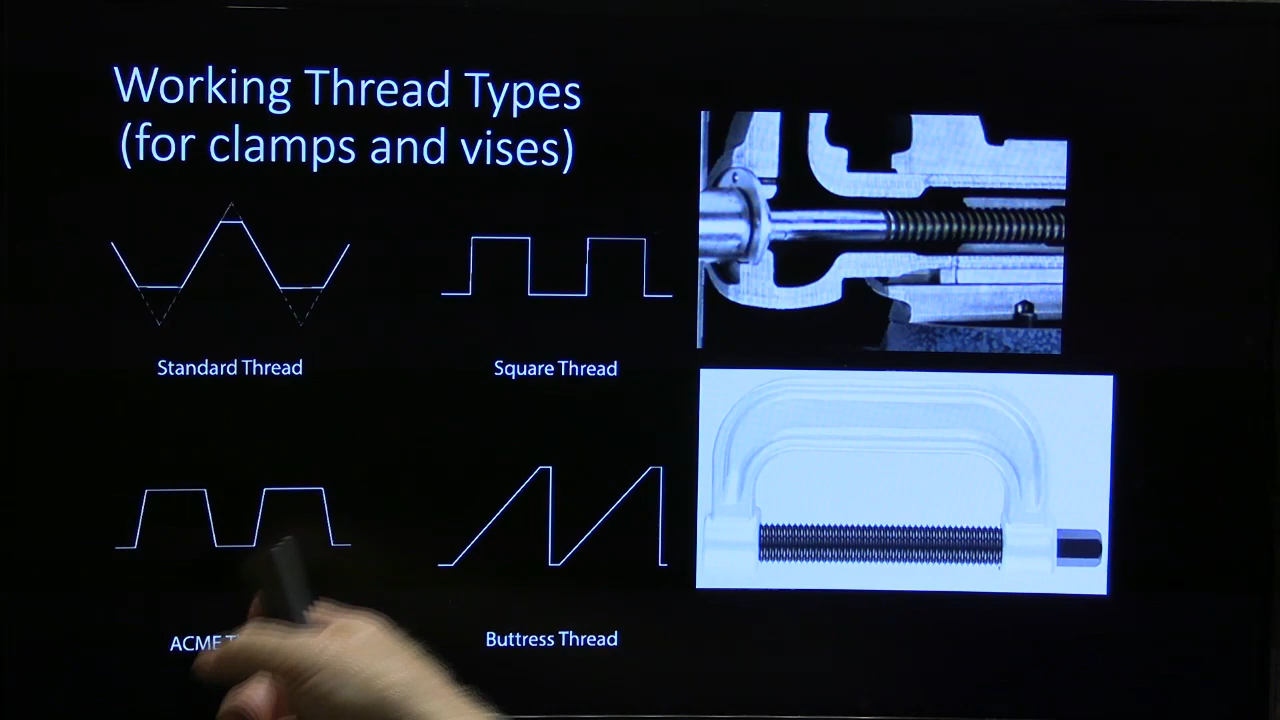 Working Thread Types
(for clamps and vises)
Standard Thread
Square Thread
ACME
Buttress Thread